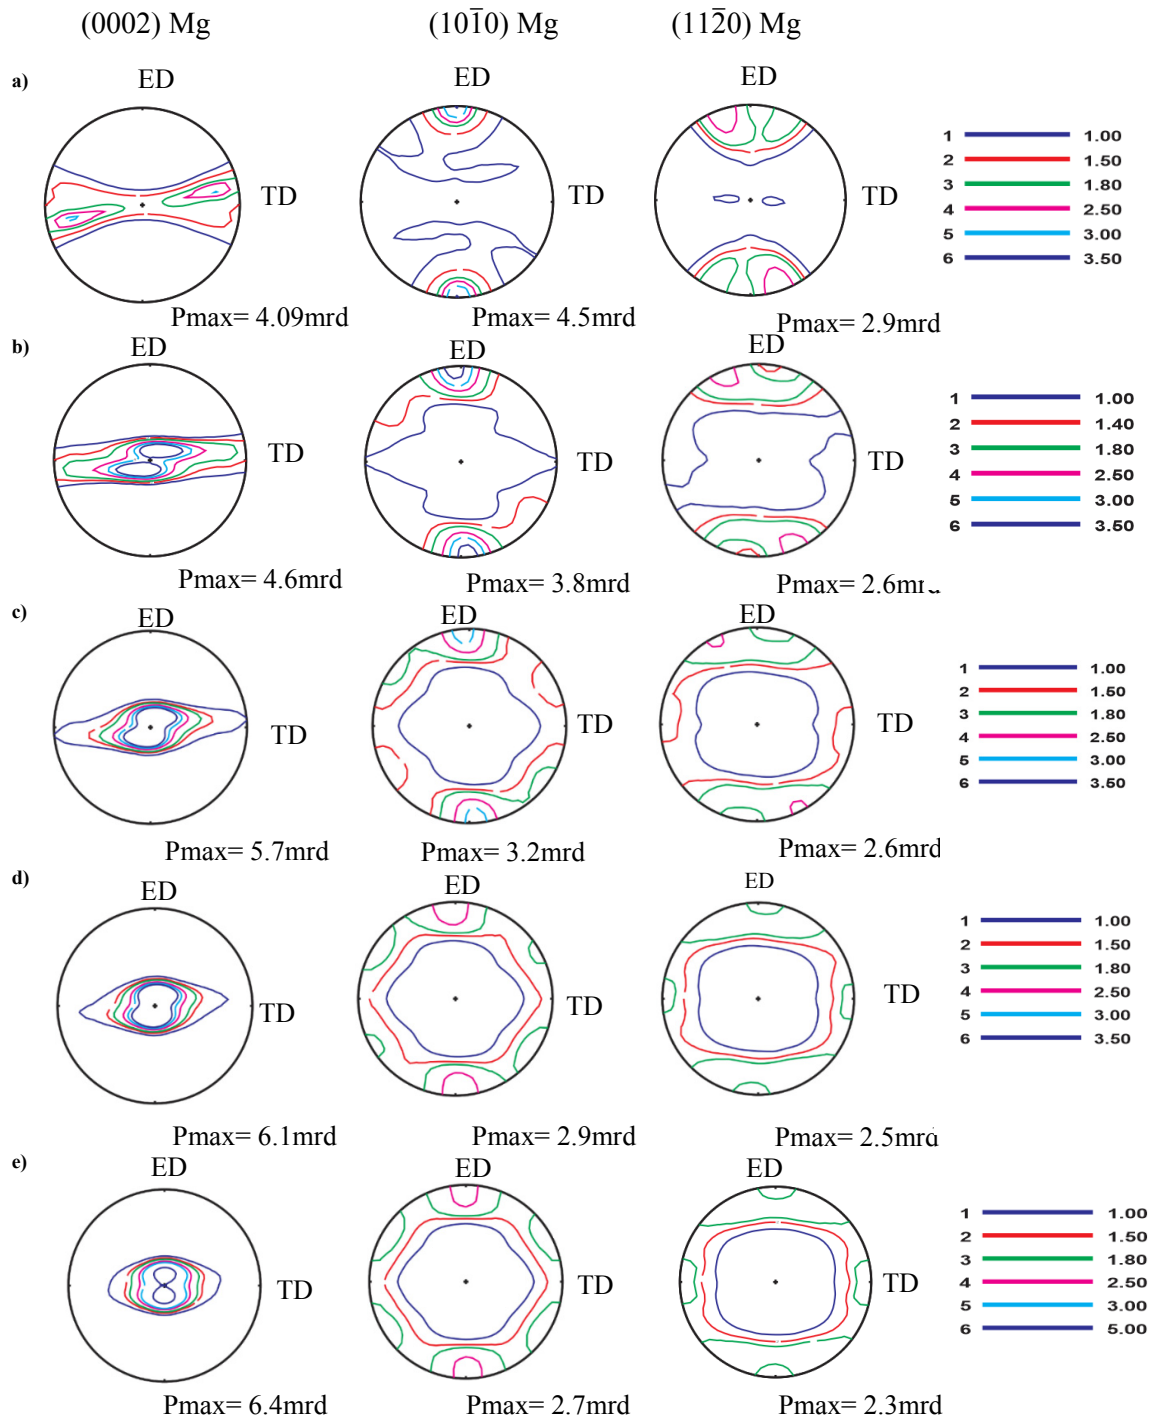 (0002) Mg (101̄0) Mg (112̄0) Mg
a) ED ED ED
TD TD TD
1 1.00
2 1.50
3 1.80
4 2.50
5 3.00
6 3.50
Pmax= 4.09mrd Pmax= 4.5mrd Pmax= 2.9mrd
b) ED ED ED
TD TD TD
1 1.00
2 1.40
3 1.80
4 2.50
5 3.00
6 3.50
Pmax= 4.6mrd Pmax= 3.8mrd Pmax= 2.6mrd
c) ED ED ED
TD TD TD
1 1.00
2 1.50
3 1.80
4 2.50
5 3.00
6 3.50
Pmax= 5.7mrd Pmax= 3.2mrd Pmax= 2.6mrd
d) ED ED ED
TD TD TD
1 1.00
2 1.50
3 1.80
4 2.50
5 3.00
6 3.50
Pmax= 6.1mrd Pmax= 2.9mrd Pmax= 2.5mrd
e) ED ED ED
TD TD TD
1 1.00
2 1.50
3 1.80
4 2.50
5 3.00
6 5.00
Pmax= 6.4mrd Pmax= 2.7mrd Pmax= 2.3mrd